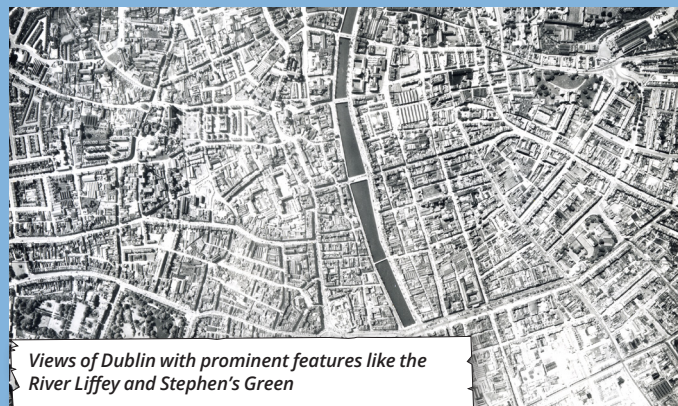 Views of Dublin with prominent features like the
River Liffey and Stephen’s Green